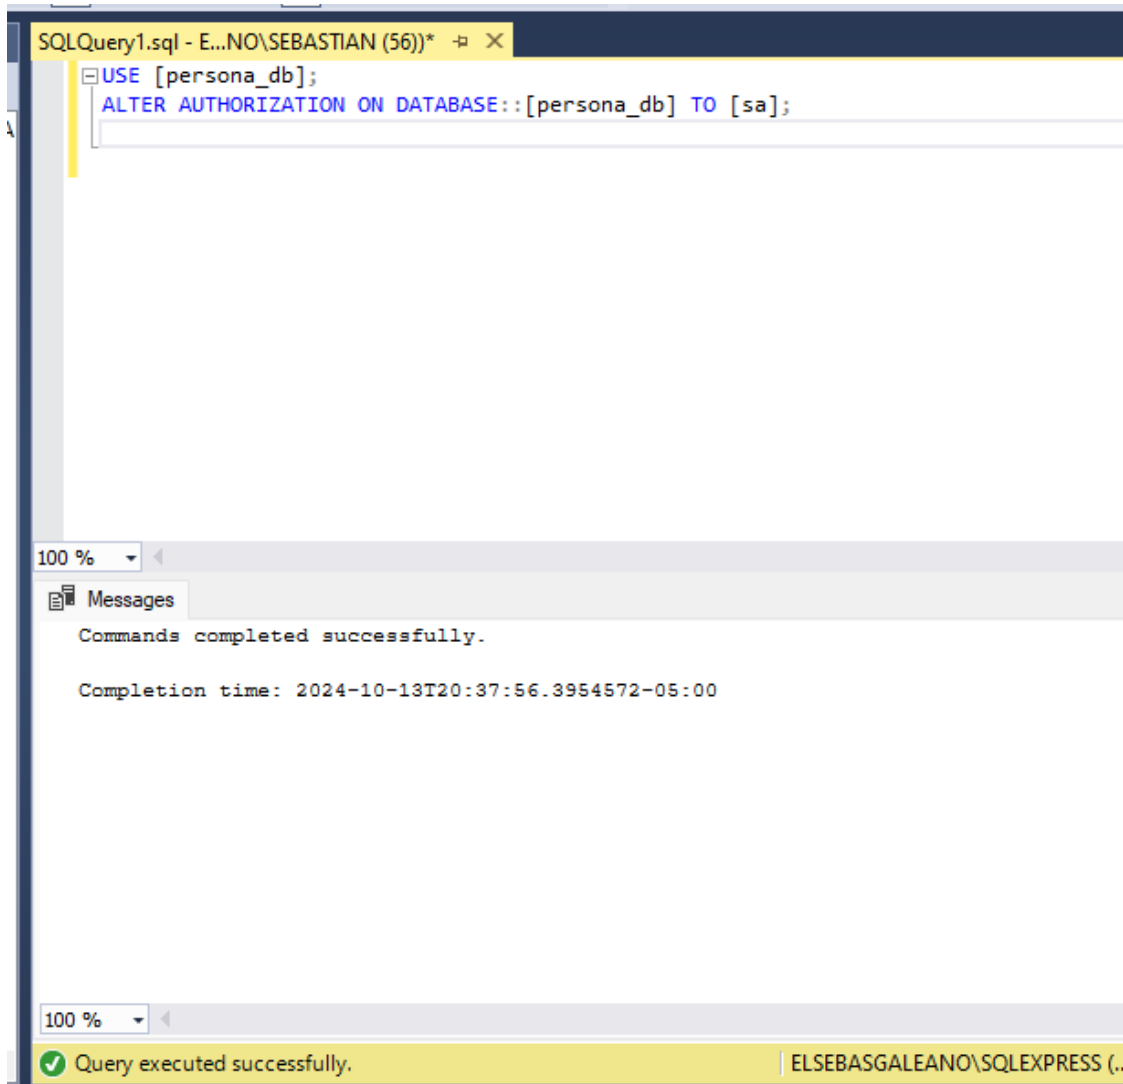 SQLQuery1.sql - E...NO\SEBASTIAN (56))*
USE [persona_db];
ALTER AUTHORIZATION ON DATABASE::[persona_db] TO [sa];
100 %
Messages
Commands completed successfully.
Completion time: 2024-10-13T20:37:56.3954572-05:00
100 %
Query executed successfully.
ELSEBASGALEANO\SQLEXPRESS (...